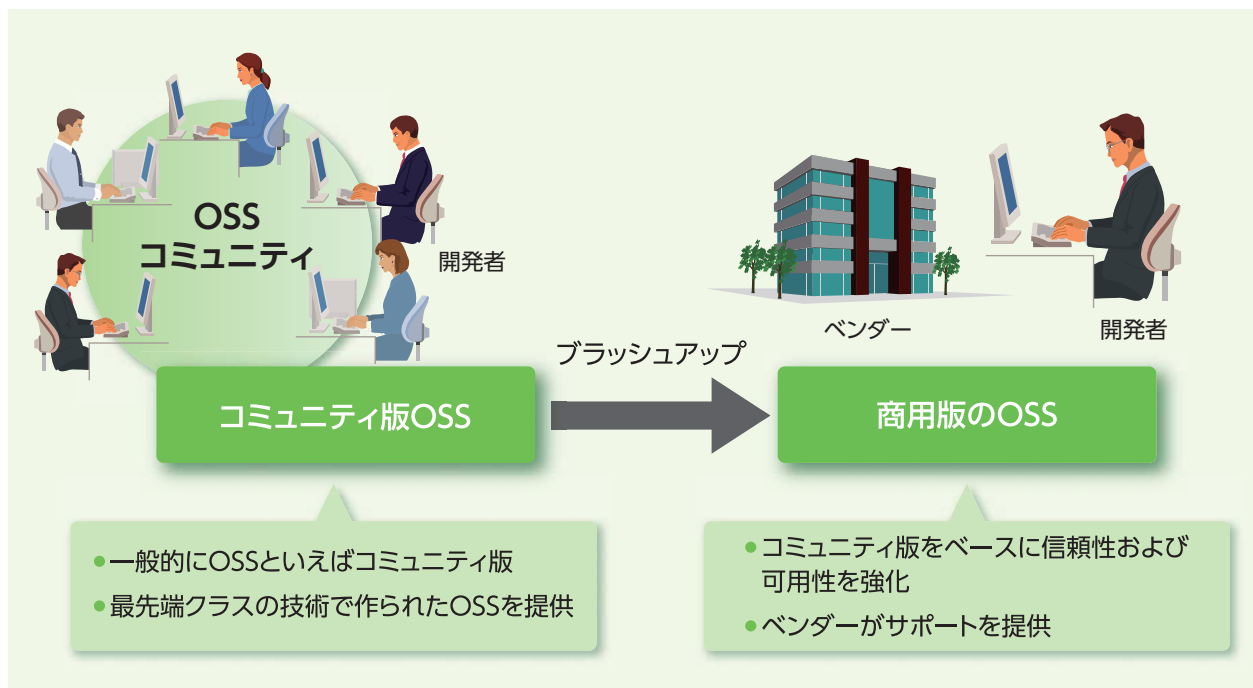 OSS
コミュニティ
開発者
ベンダー
開発者
ブラッシュアップ
コミュニティ版OSS
商用版のOSS
●一般的にOSSといえばコミュニティ版
●最先端クラスの技術で作られたOSSを提供
●コミュニティ版をベースに信頼性および
可用性を強化
●ベンダーがサポートを提供